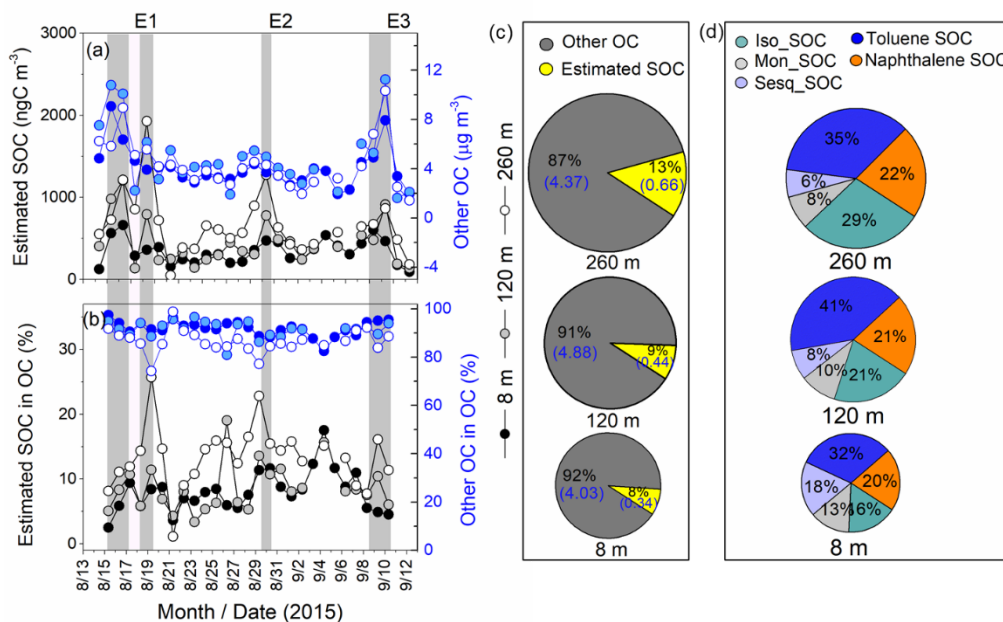 E1 E2 E3
(a)
Estimated SOC (ngC m⁻³)
3000
2000
1000
0
12
8
4
0
-4
Other OC (μg m⁻³)
(b)
Estimated SOC in OC (%)
30
20
10
0
100
80
60
40
20
0
Other OC in OC (%)
8/13 8/15 8/17 8/19 8/21 8/23 8/25 8/27 8/29 8/31 9/2 9/4 9/6 9/8 9/10 9/12
Month / Date (2015)
8 m 120 m 260 m
(c)
Other OC
Estimated SOC
87%
(4.37)
13%
(0.66)
260 m
91%
(4.88)
9%
(0.44)
120 m
92%
(4.03)
8%
(0.34)
8 m
(d)
Iso_SOC Toluene SOC
Mon_SOC Naphthalene SOC
Sesq_SOC
35%
22%
6%
8%
29%
260 m
41%
21%
8%
10%
21%
120 m
32%
20%
18%
13%
16%
8 m